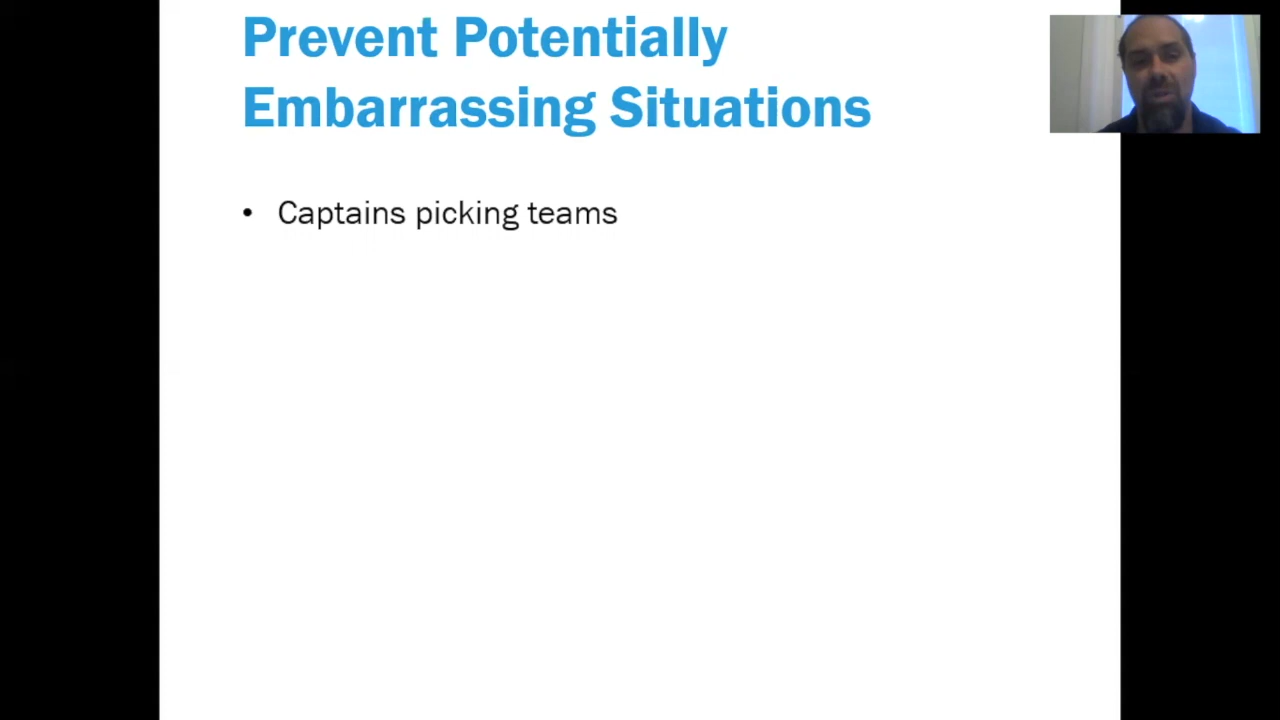 Prevent Potentially
Embarrassing Situations
• Captains picking teams